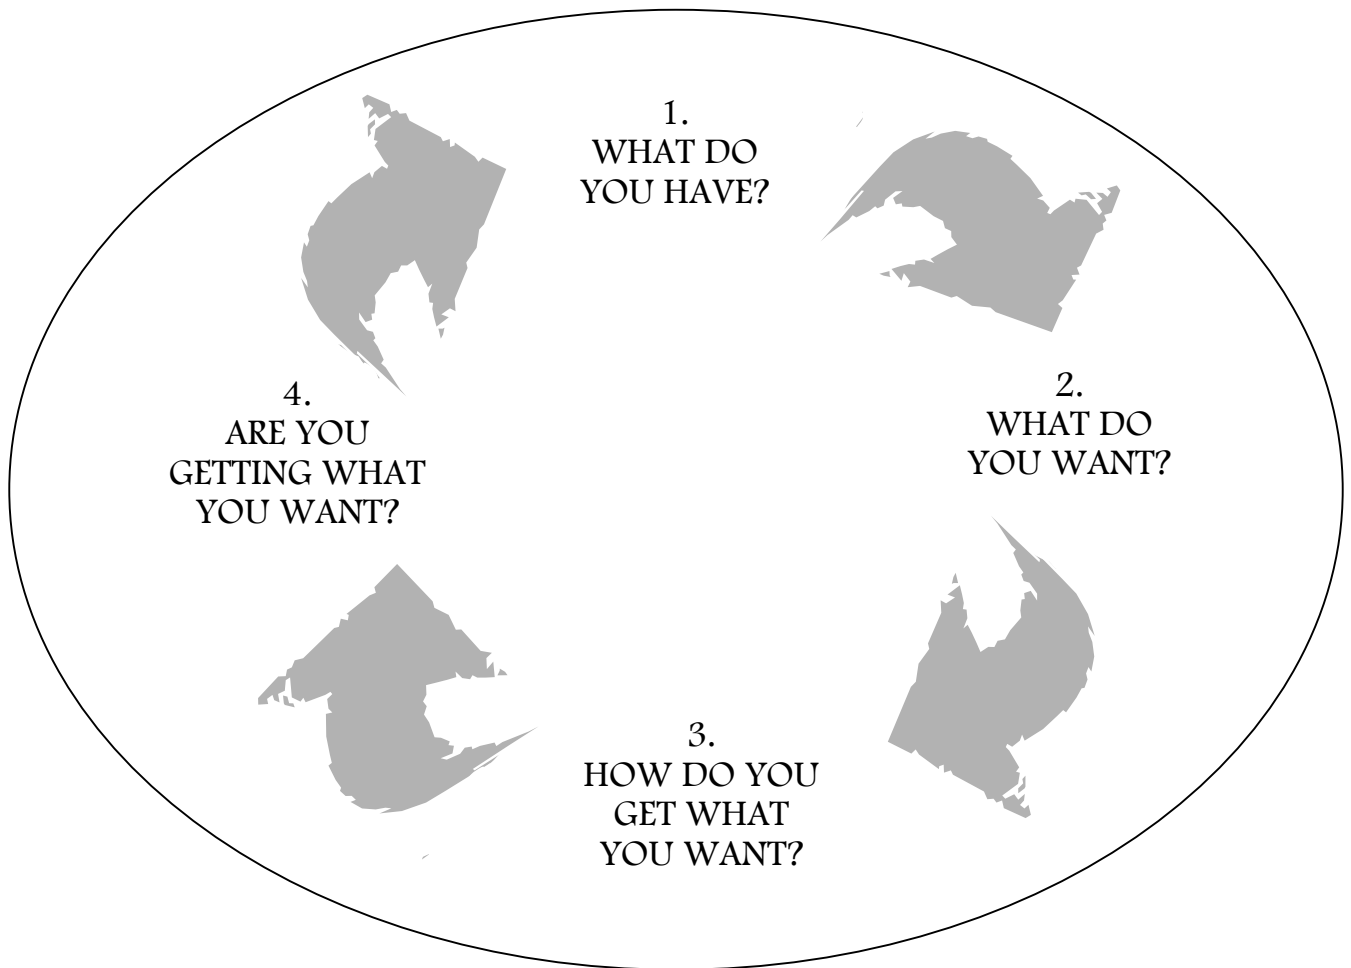 1.
WHAT DO
YOU HAVE?
2.
WHAT DO
YOU WANT?
3.
HOW DO YOU
GET WHAT
YOU WANT?
4.
ARE YOU
GETTING WHAT
YOU WANT?